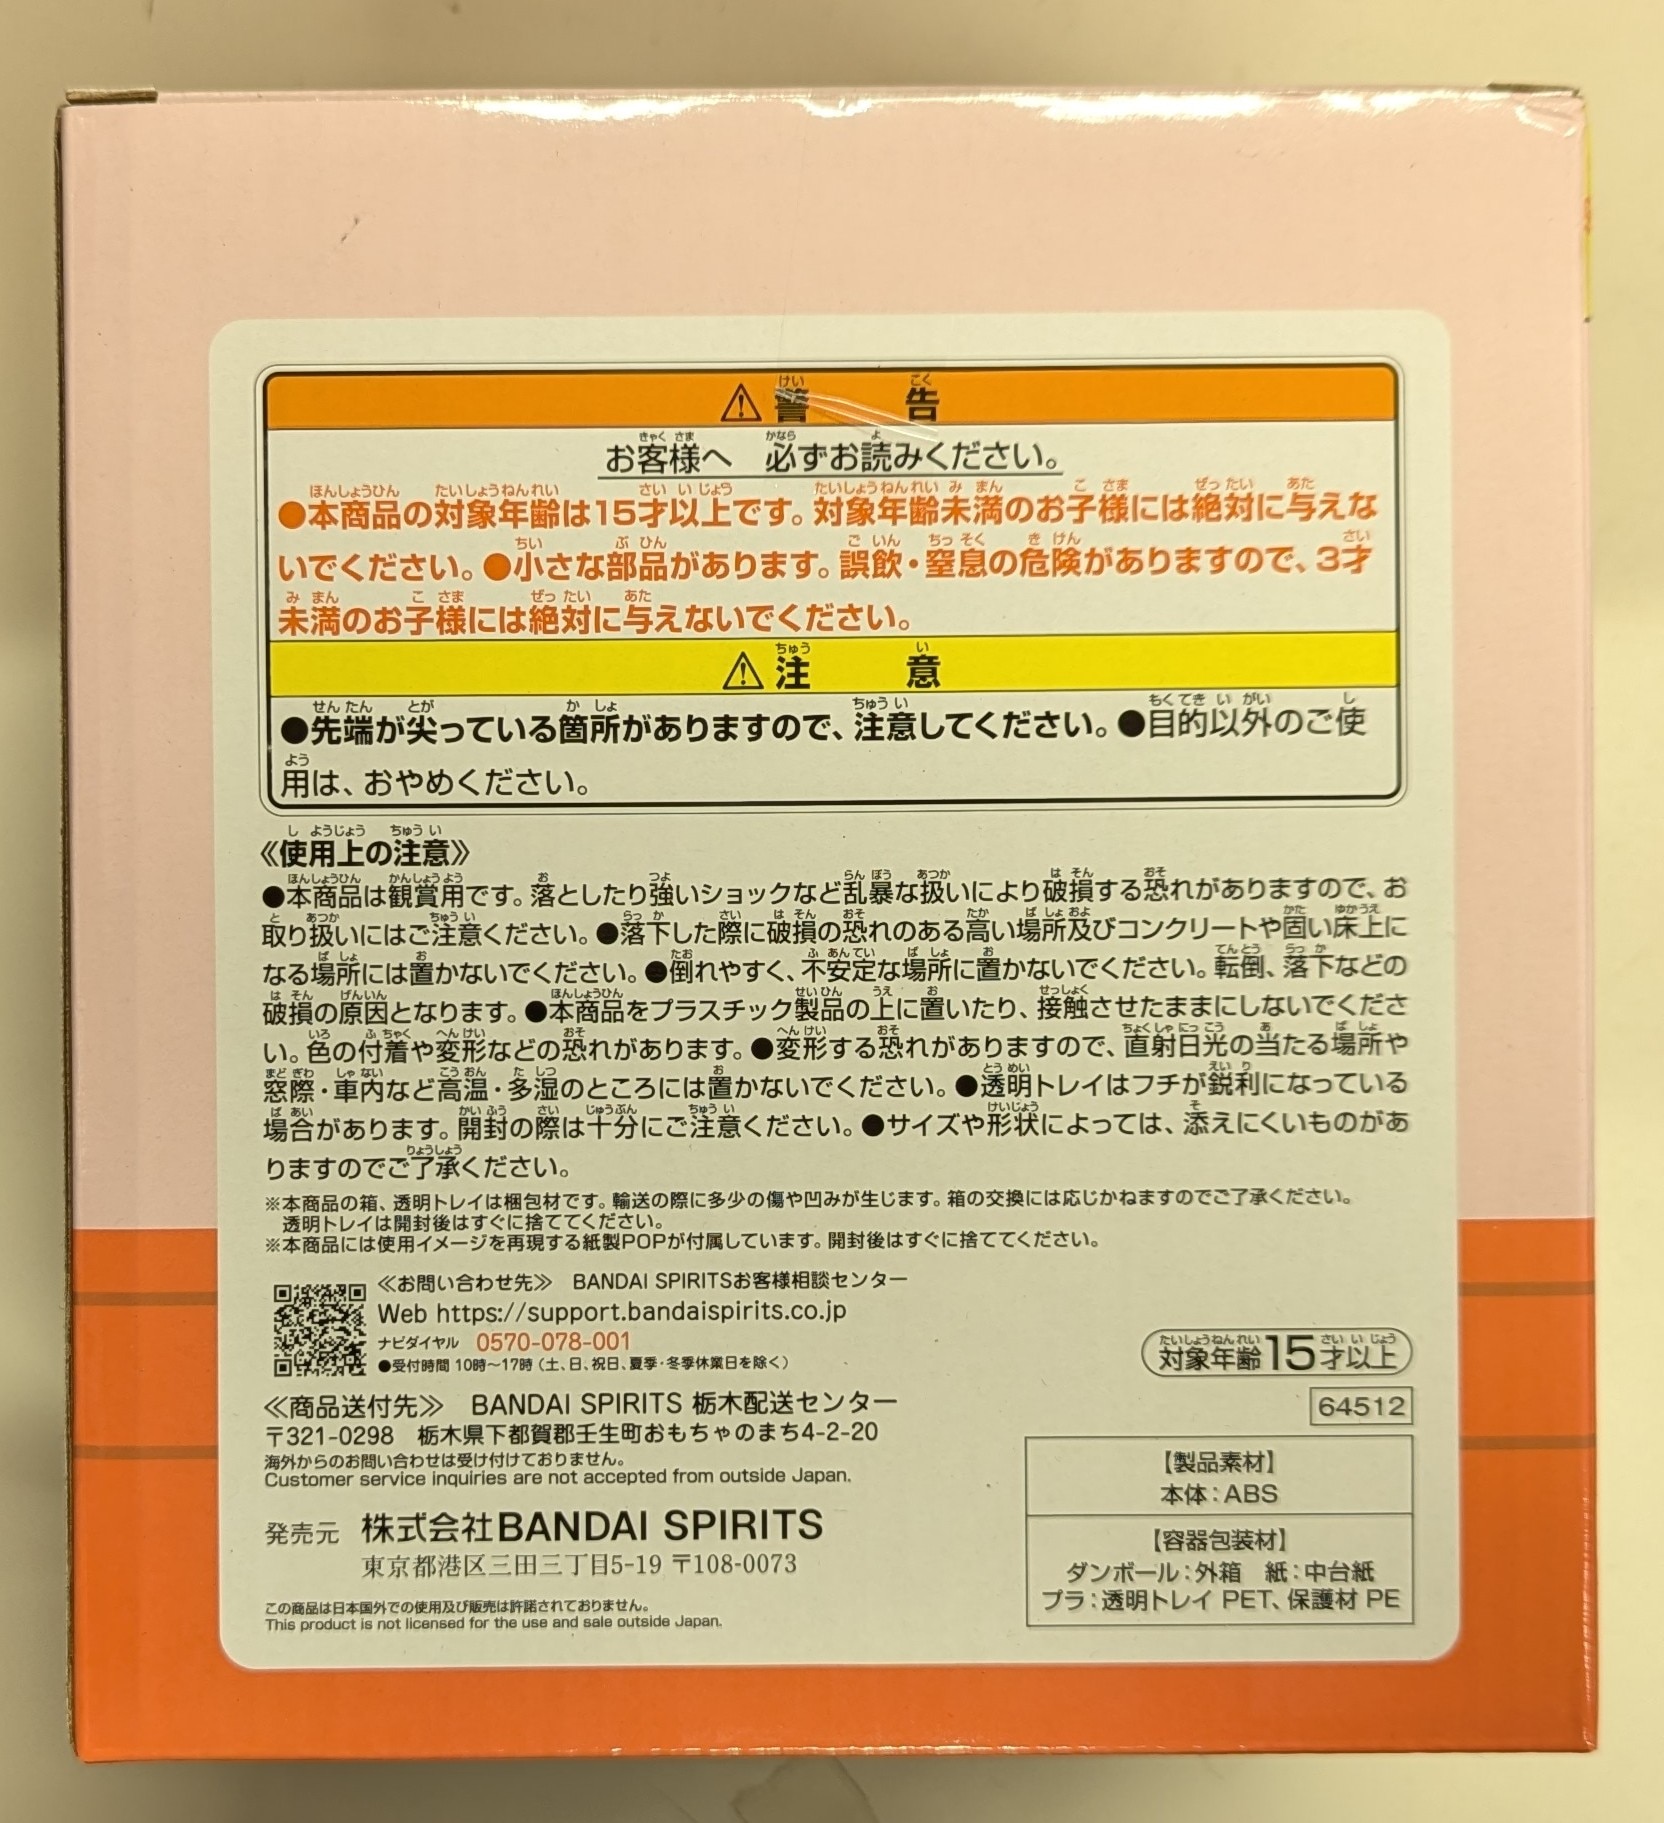 ⚠警告
お客様へ 必ずお読みください。
●本商品の対象年齢は15才以上です。対象年齢未満のお子様には絶対に与えな
いでください。●小さな部品があります。誤飲・窒息の危険がありますので、3才
未満のお子様には絶対に与えないでください。
⚠注意
●先端が尖っている箇所がありますので、注意してください。●目的以外のご使
用は、おやめください。
《使用上の注意》
●本商品は観賞用です。落としたり強いショックなど乱暴な扱いにより破損する恐れがありますので、お
取り扱いにはご注意ください。●落下した際に破損の恐れのある高い場所及びコンクリートや固い床上に
なる場所には置かないでください。●倒れやすく、不安定な場所に置かないでください。転倒、落下などの
破損の原因となります。●本商品をプラスチック製品の上に置いたり、接触させたままにしないでくださ
い。色の付着や変形などの恐れがあります。●変形する恐れがありますので、直射日光の当たる場所や
窓際・車内など高温・多湿のところには置かないでください。●透明トレイはフチが鋭利になっている
場合があります。開封の際は十分にご注意ください。●サイズや形状によっては、添えにくいものがあ
りますのでご了承ください。
※本商品の箱、透明トレイは梱包材です。輸送の際に多少の傷や凹みが生じます。箱の交換には応じかねますのでご了承ください。
透明トレイは開封後はすぐに捨ててください。
※本商品には使用イメージを再現する紙製POPが付属しています。開封後はすぐに捨ててください。
≪お問い合わせ先≫ BANDAI SPIRITSお客様相談センター
Web https://support.bandaispirits.co.jp
ナビダイヤル 0570-078-001
●受付時間 10時～17時（土、日、祝日、夏季・冬季休業日を除く）
≪商品送付先≫ BANDAI SPIRITS 栃木配送センター
〒321-0298 栃木県下都賀郡壬生町おもちゃのまち4-2-20
海外からのお問い合わせは受け付けておりません。
Customer service inquiries are not accepted from outside Japan.
発売元 株式会社BANDAI SPIRITS
東京都港区三田三丁目5-19 〒108-0073
この商品は日本国外での使用及び販売は許諾されておりません。
This product is not licensed for the use and sale outside Japan.
対象年齢15才以上
64512
【製品素材】
本体：ABS
【容器包装材】
ダンボール：外箱 紙：中台紙
プラ：透明トレイ PET、保護材 PE